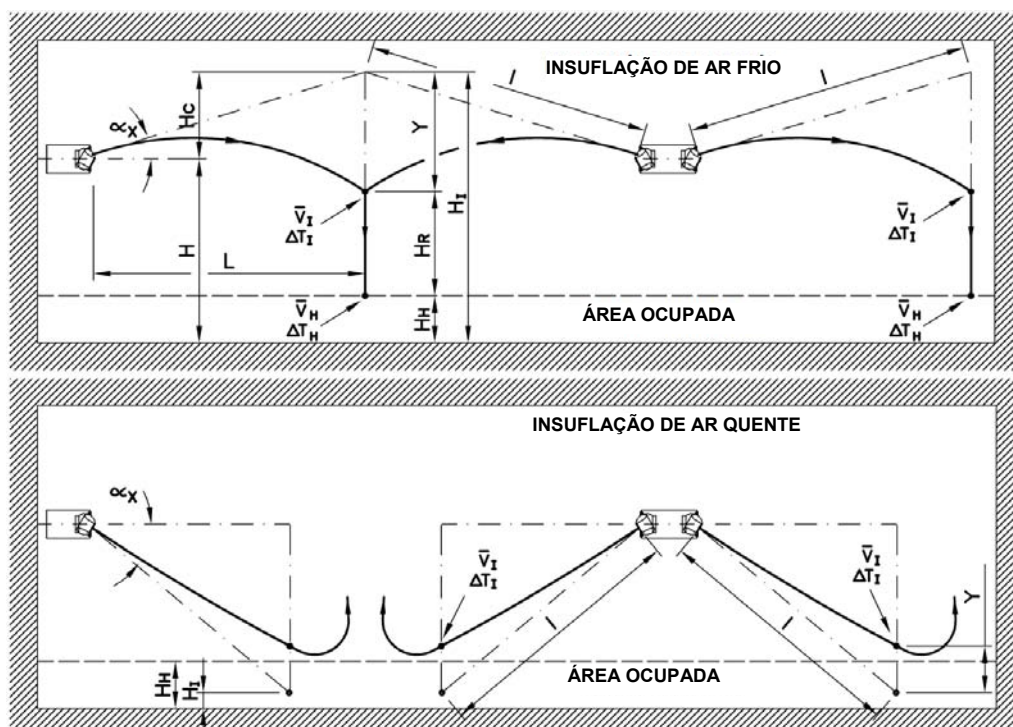 INSUFLAÇÃO DE AR FRIO
l
l
αx
Hc
Y
HI
H
L
HR
HH
V̅I
ΔTI
V̅I
ΔTI
V̅H
ΔTH
ÁREA OCUPADA
V̅H
ΔTH
INSUFLAÇÃO DE AR QUENTE
αx
V̅I
ΔTI
V̅I
ΔTI
Y
l
l
HH
HI
ÁREA OCUPADA